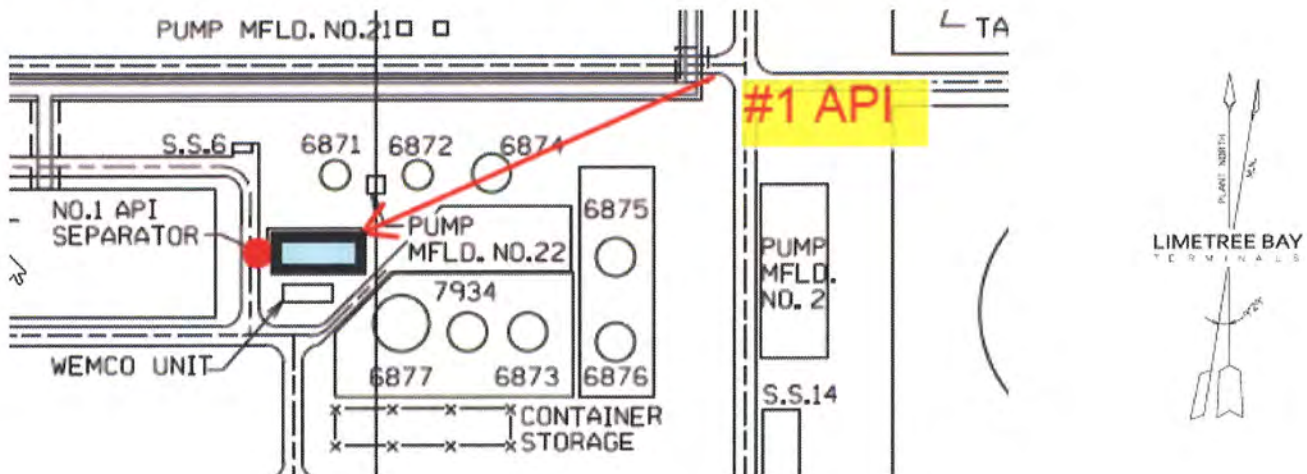 PUMP MFLD. NO.21
TA
#1 API
S.S.6
6871
6872
6874
NO.1 API
SEPARATOR
PUMP
MFLD. NO.22
6875
PUMP
MFLD.
NO. 2
7934
WEMCO UNIT
6877
6873
6876
S.S.14
CONTAINER
STORAGE
PLANT NORTH
LIMETREE BAY
TERMINALS